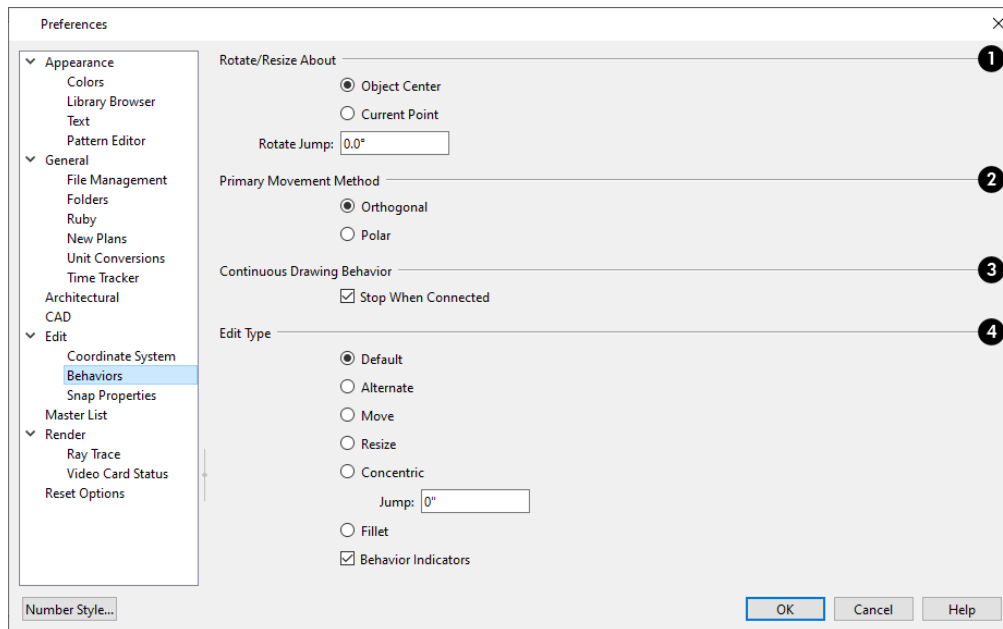 Preferences
Appearance
Colors
Library Browser
Text
Pattern Editor
General
File Management
Folders
Ruby
New Plans
Unit Conversions
Time Tracker
Architectural
CAD
Edit
Coordinate System
Behaviors
Snap Properties
Master List
Render
Ray Trace
Video Card Status
Reset Options
Rotate/Resize About 1
Object Center
Current Point
Rotate Jump: 0.0°
Primary Movement Method 2
Orthogonal
Polar
Continuous Drawing Behavior 3
Stop When Connected
Edit Type 4
Default
Alternate
Move
Resize
Concentric
Jump: 0"
Fillet
Behavior Indicators
Number Style... OK Cancel Help